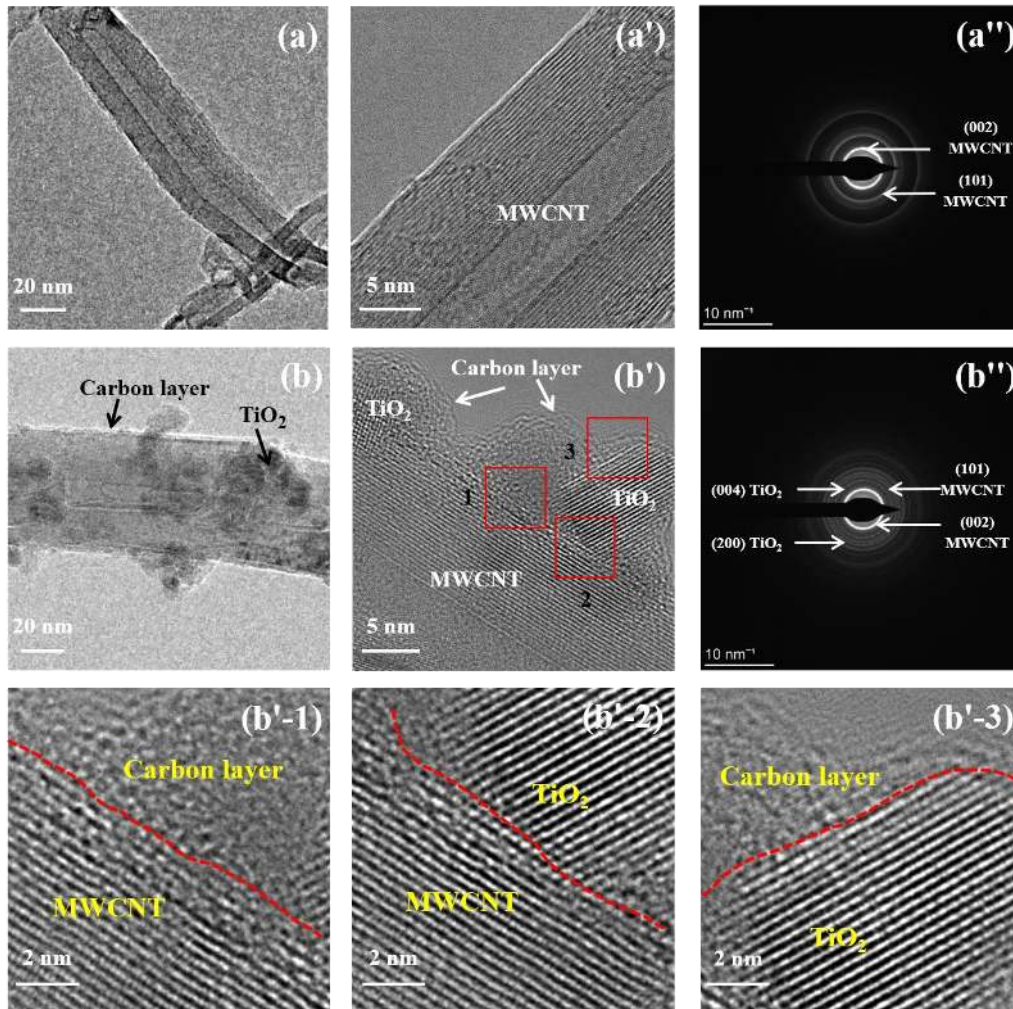 (a)
20 nm
(a')
MWCNT
5 nm
(a'')
(002)
MWCNT
(101)
MWCNT
10 nm⁻¹
(b)
Carbon layer
TiO₂
20 nm
(b')
Carbon layer
TiO₂
3
1
TiO₂
MWCNT
2
5 nm
(b'')
(101)
MWCNT
(004) TiO₂
(002)
MWCNT
(200) TiO₂
10 nm⁻¹
(b'-1)
Carbon layer
MWCNT
2 nm
(b'-2)
TiO₂
MWCNT
2 nm
(b'-3)
Carbon layer
TiO₂
2 nm